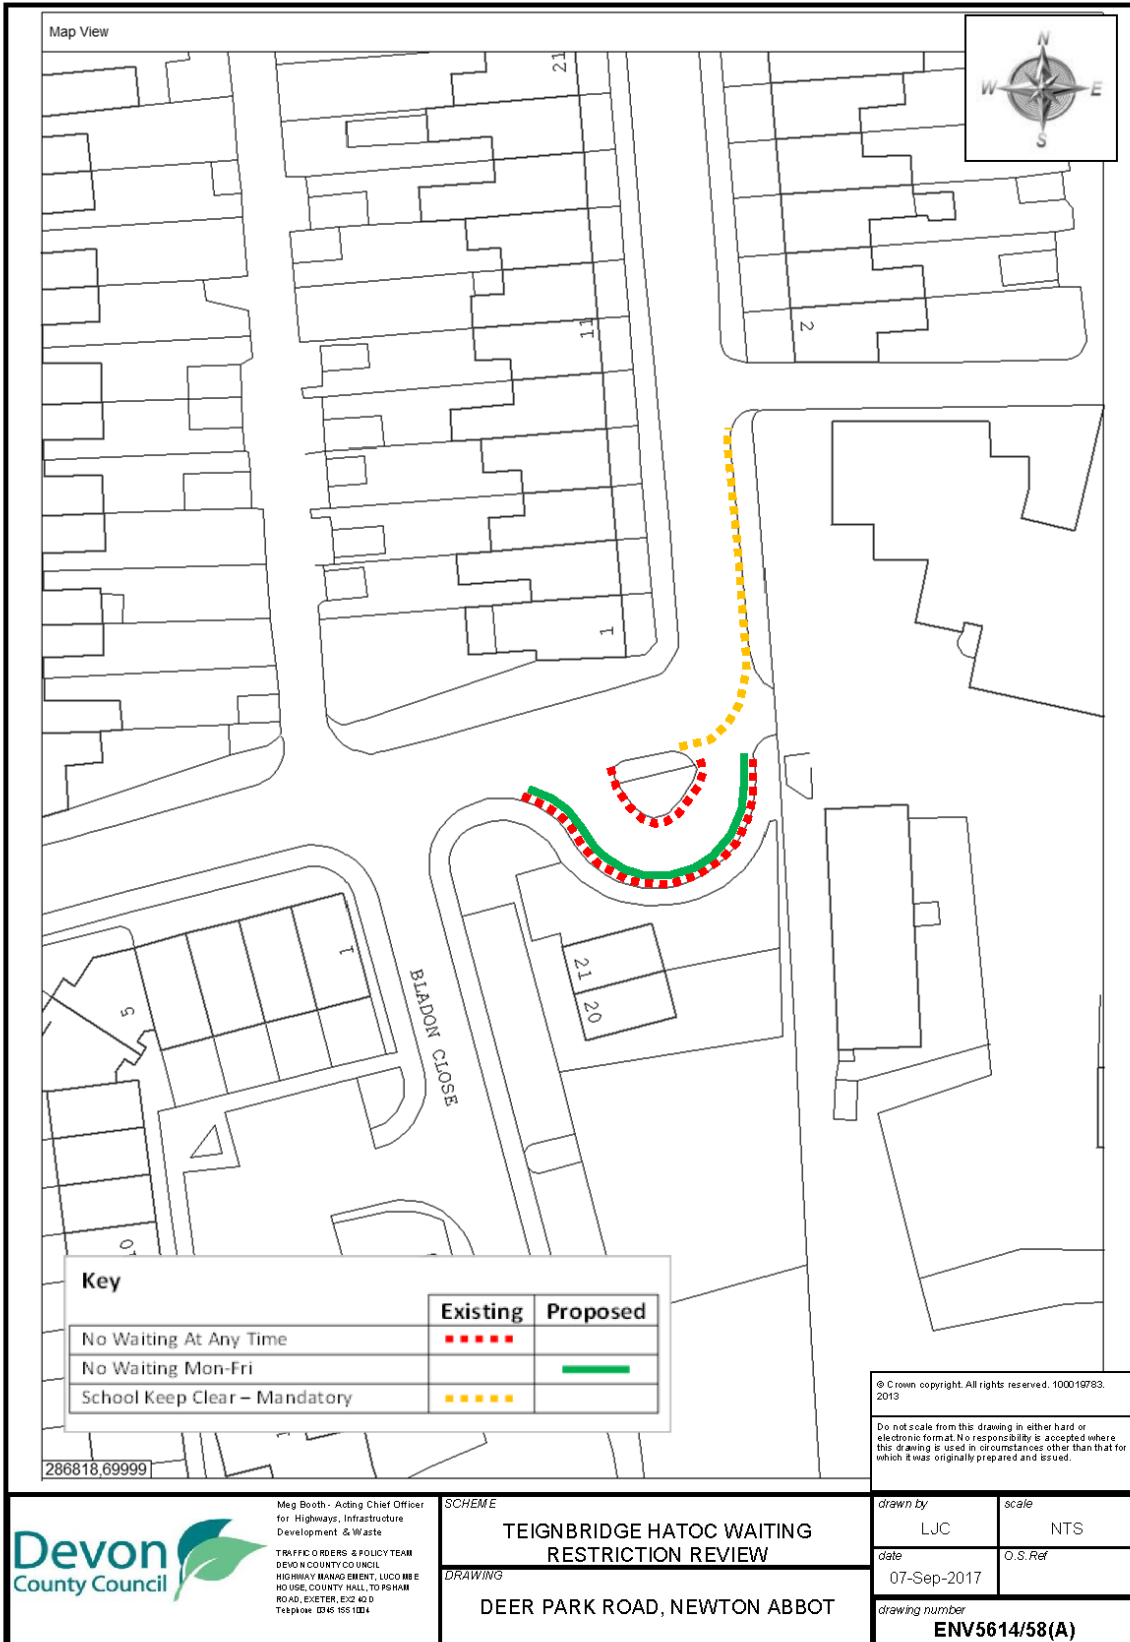 Map View
N
W
E
S
21
11
2
1
1
5
21
20
BLADON CLOSE
10
Key
Existing Proposed
No Waiting At Any Time
No Waiting Mon-Fri
School Keep Clear – Mandatory
286818,69999
© Crown copyright. All rights reserved. 100019783.
2013
Do not scale from this drawing in either hard or
electronic format. No responsibility is accepted where
this drawing is used in circumstances other than that for
which it was originally prepared and issued.
Devon
County Council
Meg Booth - Acting Chief Officer
for Highways, Infrastructure
Development & Waste
TRAFFIC ORDERS & POLICY TEAM
DEVON COUNTY COUNCIL
HIGHWAY MANAGEMENT, LUCOMBE
HOUSE, COUNTY HALL, TOPSHAM
ROAD, EXETER, EX2 4QD
Telephone 0345 155 1004
SCHEME
TEIGNBRIDGE HATOC WAITING
RESTRICTION REVIEW
DRAWING
DEER PARK ROAD, NEWTON ABBOT
drawn by
LJC
scale
NTS
date
07-Sep-2017
O.S.Ref
drawing number
ENV5614/58(A)